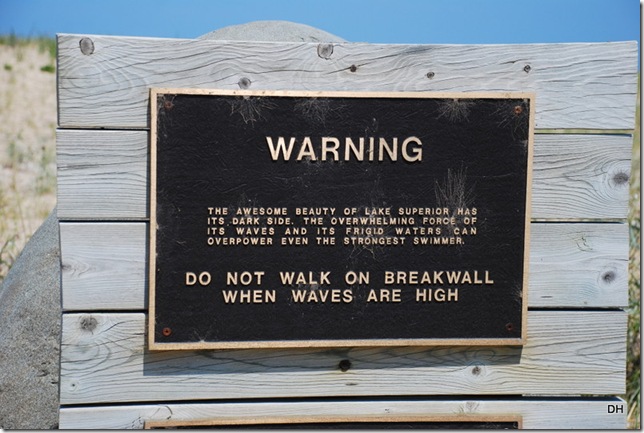 WARNING
THE AWESOME BEAUTY OF LAKE SUPERIOR HAS
ITS DARK SIDE. THE OVERWHELMING FORCE OF
ITS WAVES AND ITS FRIGID WATERS CAN
OVERPOWER EVEN THE STRONGEST SWIMMER.
DO NOT WALK ON BREAKWALL
WHEN WAVES ARE HIGH
DH